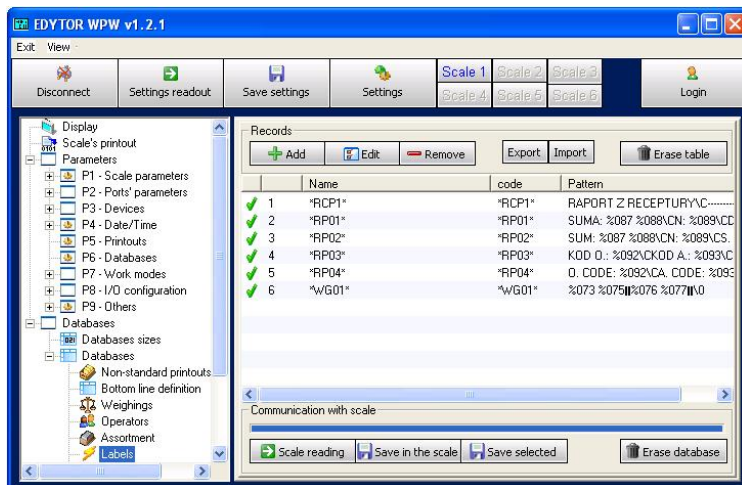 EDYTOR WPW v1.2.1
Exit View
Disconnect Settings readout Save settings Settings Scale 1 Scale 2 Scale 3 Scale 4 Scale 5 Scale 6 Login
Display
Scale's printout
Parameters
P1 - Scale parameters
P2 - Ports' parameters
P3 - Devices
P4 - Date/Time
P5 - Printouts
P6 - Databases
P7 - Work modes
P8 - I/O configuration
P9 - Others
Databases
Databases sizes
Databases
Non-standard printouts
Bottom line definition
Weighings
Operators
Assortment
Labels
Records
Add Edit Remove Export Import Erase table
Name code Pattern
1 *RCP1* *RCP1* RAPORT Z RECEPTURY\C---------
2 *RP01* *RP01* SUMA: %087 %088\CN: %089\CD
3 *RP02* *RP02* SUM: %087 %088\CN: %089\CS.
4 *RP03* *RP03* KOD O.: %092\CKOD A.: %093\C
5 *RP04* *RP04* O. CODE: %092\CA. CODE: %093
6 *WG01* *WG01* %073 %075||%076 %077||\0
Communication with scale
Scale reading Save in the scale Save selected Erase database